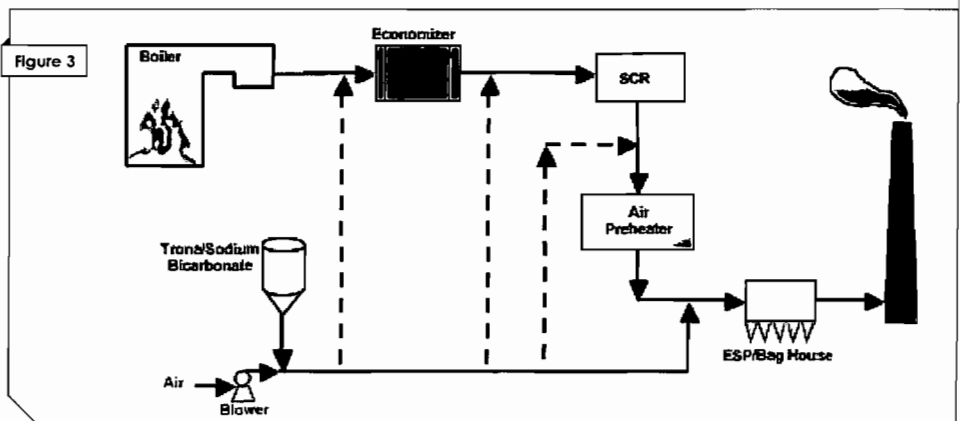 Figure 3
Boiler
Economizer
SCR
Air
Preheater
Trona/Sodium
Bicarbonate
Air
Blower
ESP/Bag House